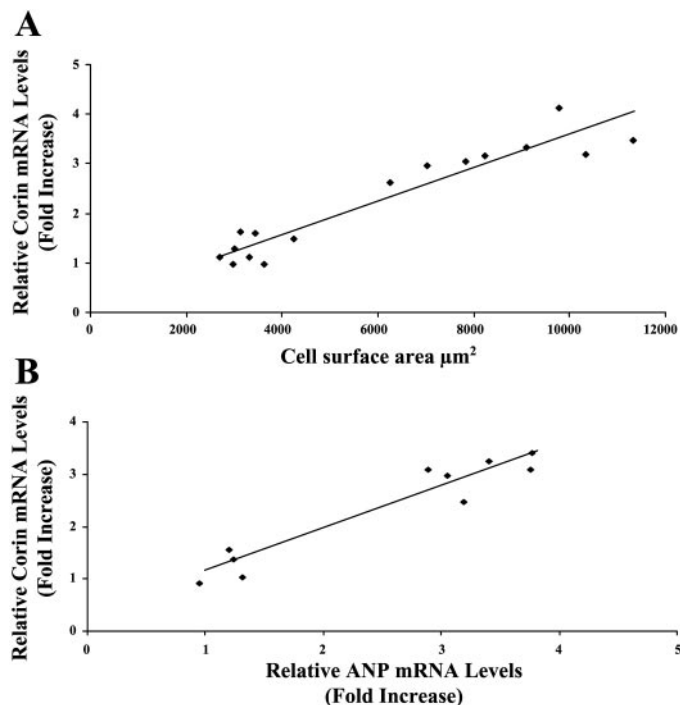 A
Relative Corin mRNA Levels
(Fold Increase)
5
4
3
2
1
0
0 2000 4000 6000 8000 10000 12000
Cell surface area µm²
B
Relative Corin mRNA Levels
(Fold Increase)
4
3
2
1
0
0 1 2 3 4 5
Relative ANP mRNA Levels
(Fold Increase)